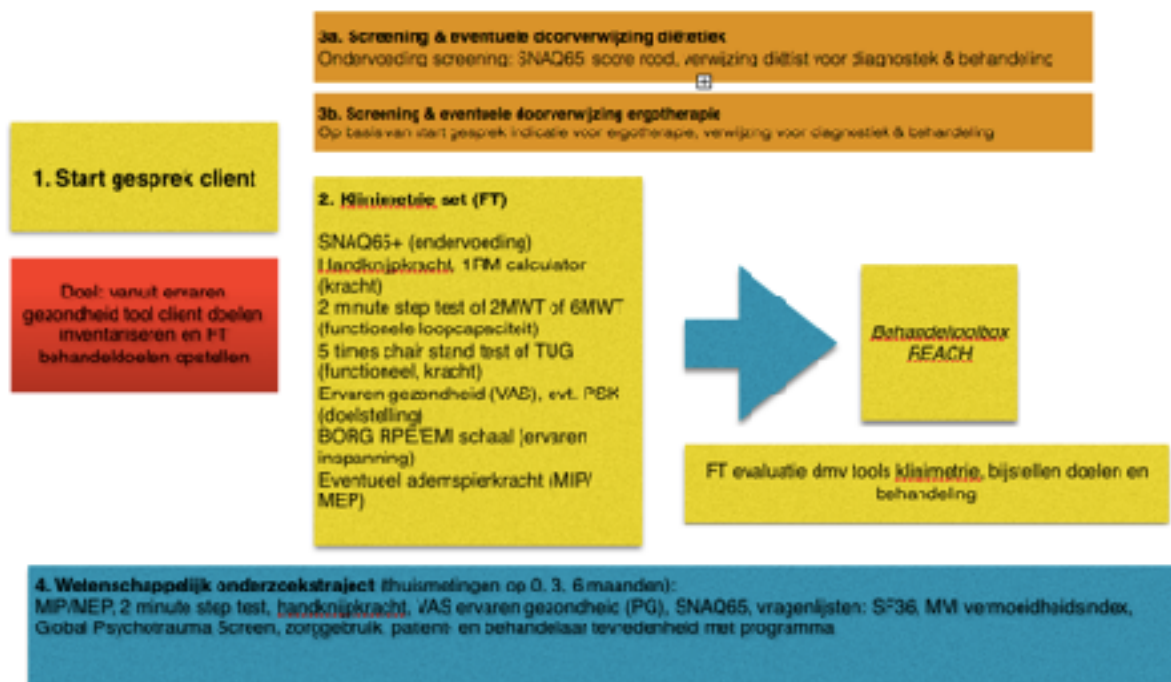 3a. Screening & eventuele doorverwijzing diëtetiek
Ondervoeding screening: SNAQ65 score rood, verwijzing diëtist voor diagnostiek & behandeling
3b. Screening & eventuele doorverwijzing ergotherapie
Op basis van start gesprek indicatie voor ergotherapie, verwijzing voor diagnostiek & behandeling
1. Start gesprek client
Doel: vanuit ervaren
gezondheid tool client doelen
inventariseren en FT
behandeldoelen opstellen
2. Klinimetrie set (FT)
SNAQ65+ (ondervoeding)
Handknijpkracht, 1RM calculator
(kracht)
2 minute step test of 2MWT of 6MWT
(functionele loopcapaciteit)
5 times chair stand test of TUG
(functioneel, kracht)
Ervaren gezondheid (VAS), evt. PSK
(doelstelling)
BORG RPE/EMI schaal (ervaren
inspanning)
Eventueel ademspierkracht (MIP/
MEP)
Behandeltoolbox
REACH
FT evaluatie dmv tools klinimetrie, bijstellen doelen en
behandeling
4. Wetenschappelijk onderzoekstraject (thuismetingen op 0, 3, 6 maanden):
MIP/MEP, 2 minute step test, handknijpkracht, VAS ervaren gezondheid (PG), SNAQ65, vragenlijsten: SF36, MVI vermoeidheidsindex,
Global Psychotrauma Screen, zorggebruik, patient- en behandelaar tevredenheid met programma